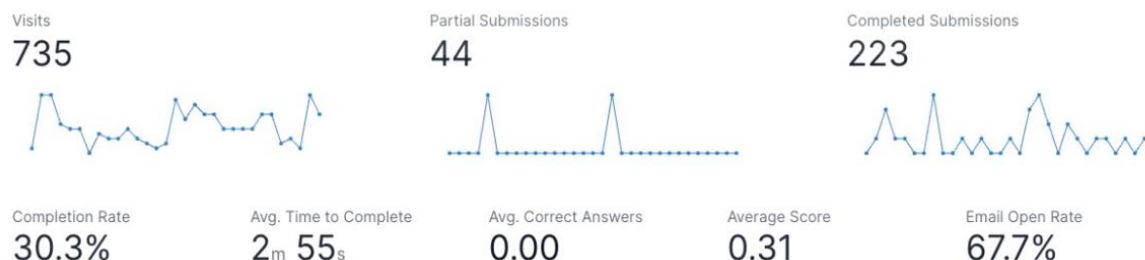 Visits Partial Submissions Completed Submissions
735 44 223
Completion Rate Avg. Time to Complete Avg. Correct Answers Average Score Email Open Rate
30.3% 2m 55s 0.00 0.31 67.7%